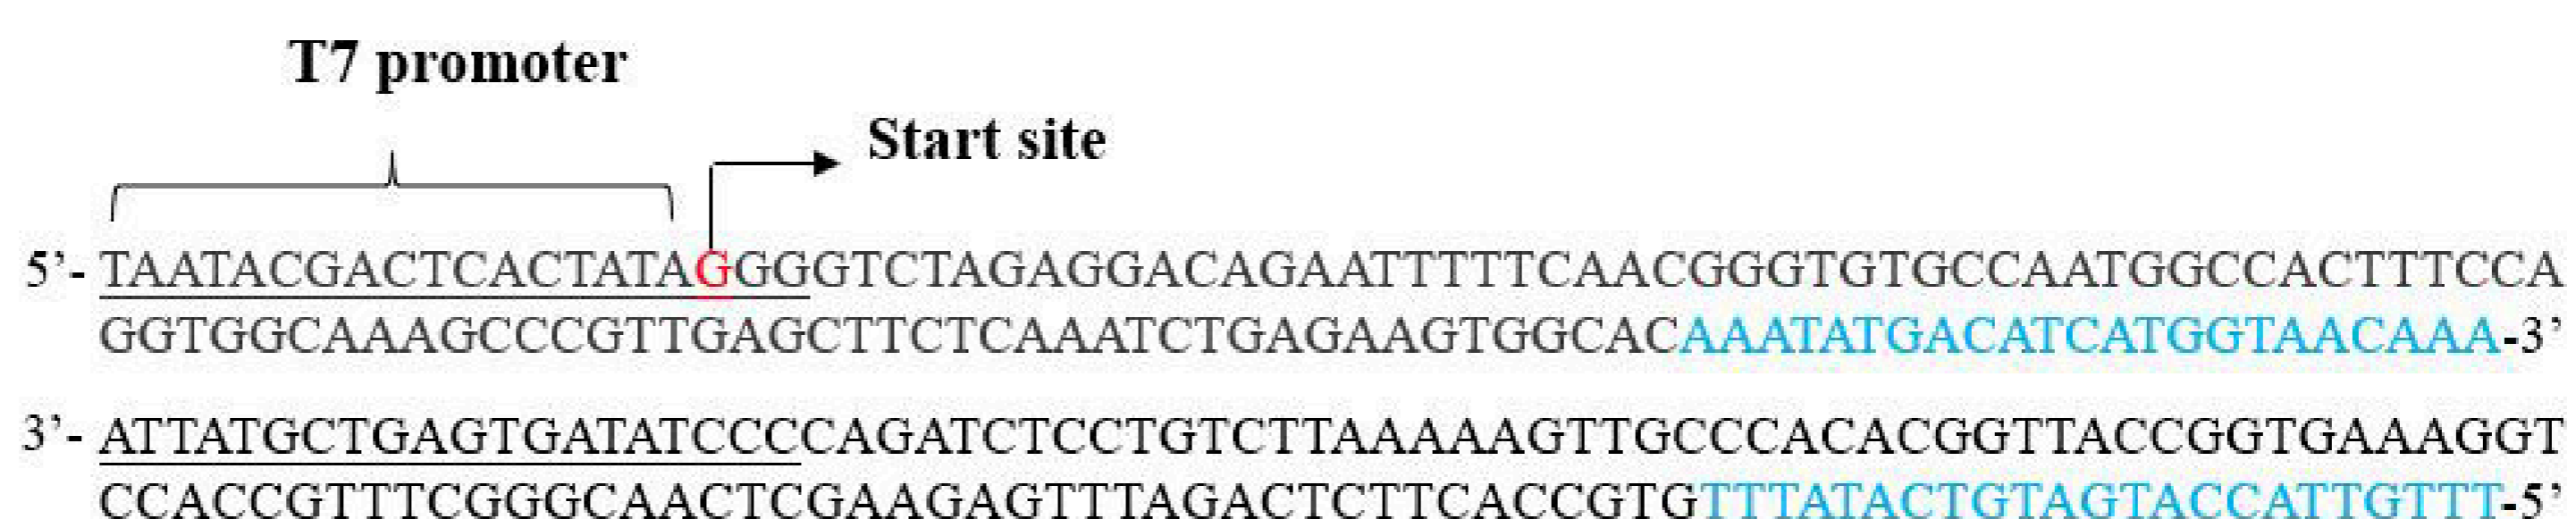 T7 promoter
Start site
5’- TAATACGACTCACTATAGGGGTCTAGAGGACAGAATTTTTCAACGGGTGTGCCAATGGCCACTTTCCA
GGTGGCAAAGCCCGTTGAGCTTCTCAAATCTGAGAAGTGGCACAAATATGACATCATGGTAACAAA-3’
3’- ATTATGCTGAGTGATATCCCCAGATCTCCTGTCTTAAAAAGTTGCCCACACGGTTACCGGTGAAAGGT
CCACCGTTTCGGGCAACTCGAAGAGTTTAGACTCTTCACCGTGTTTATACTGTAGTACCATTGTTT-5’